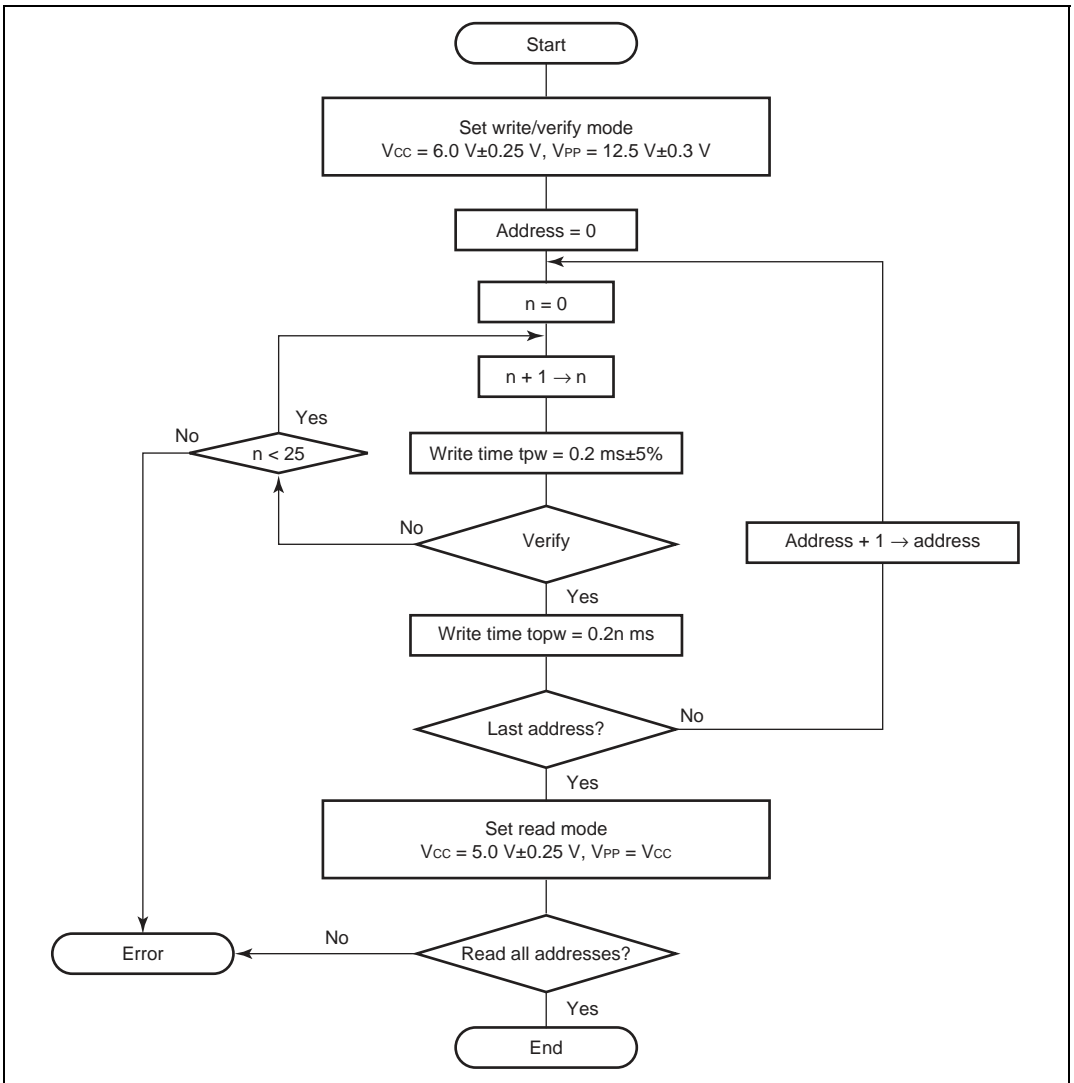 Start
Set write/verify mode
VCC = 6.0 V±0.25 V, VPP = 12.5 V±0.3 V
Address = 0
n = 0
n + 1 → n
Yes
No
n < 25
Write time tpw = 0.2 ms±5%
No
Verify
Address + 1 → address
Yes
Write time topw = 0.2n ms
Last address?
No
Yes
Set read mode
VCC = 5.0 V±0.25 V, VPP = VCC
Error
No
Read all addresses?
Yes
End